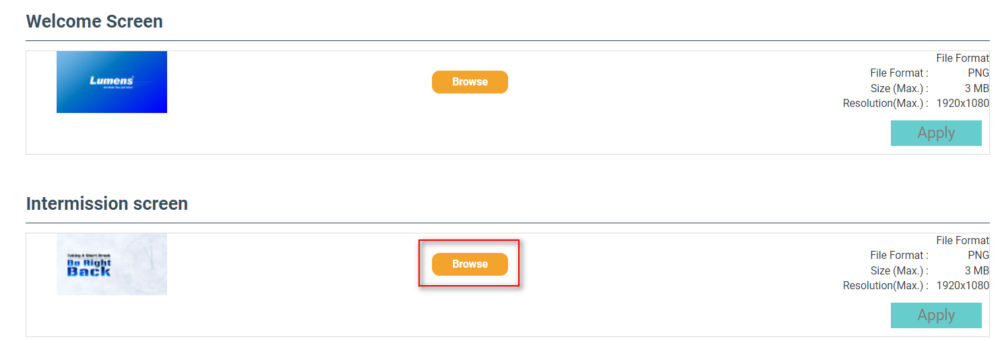 Welcome Screen
Lumens
Browse
File Format
File Format : PNG
Size (Max.) : 3 MB
Resolution(Max.) : 1920x1080
Apply
Intermission screen
Taking A Short Break
Be Right
Back
Browse
File Format
File Format : PNG
Size (Max.) : 3 MB
Resolution(Max.) : 1920x1080
Apply